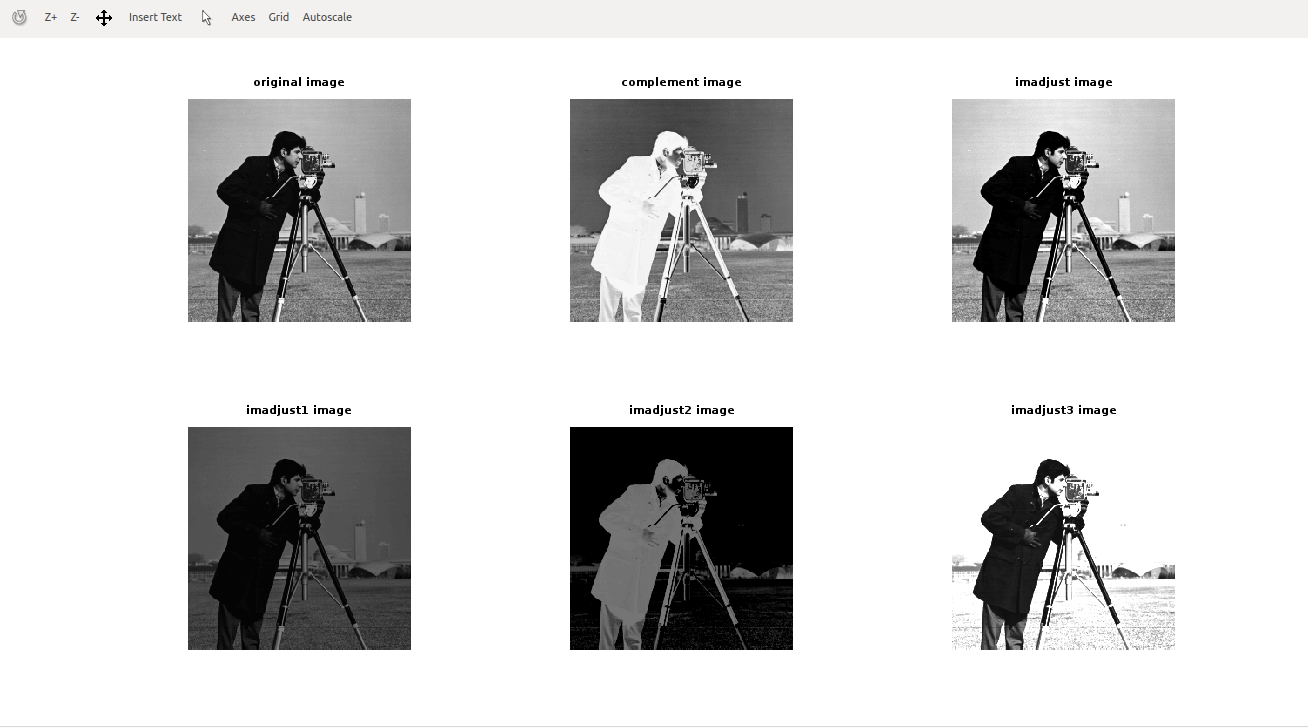 Z+ Z- Insert Text Axes Grid Autoscale
original image
complement image
imadjust image
imadjust1 image
imadjust2 image
imadjust3 image